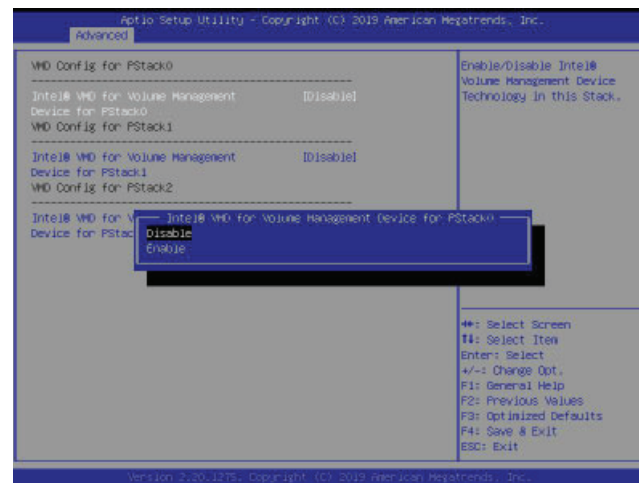 Aptio Setup Utility - Copyright (C) 2019 American Megatrends, Inc.
Advanced
VMD Config for PStack0
Intel® VMD for Volume Management [Disable]
Device for PStack0
VMD Config for PStack1
Intel® VMD for Volume Management [Disable]
Device for PStack1
VMD Config for PStack2
Intel® VMD for V
Device for PStac
Intel® VMD for Volume Management Device for PStack0
Disable
Enable
Enable/Disable Intel®
Volume Management Device
Technology in this Stack.
: Select Screen
: Select Item
Enter: Select
+/-: Change Opt.
F1: General Help
F2: Previous Values
F3: Optimized Defaults
F4: Save & Exit
ESC: Exit
Version 2.20.1275. Copyright (C) 2019 American Megatrends, Inc.